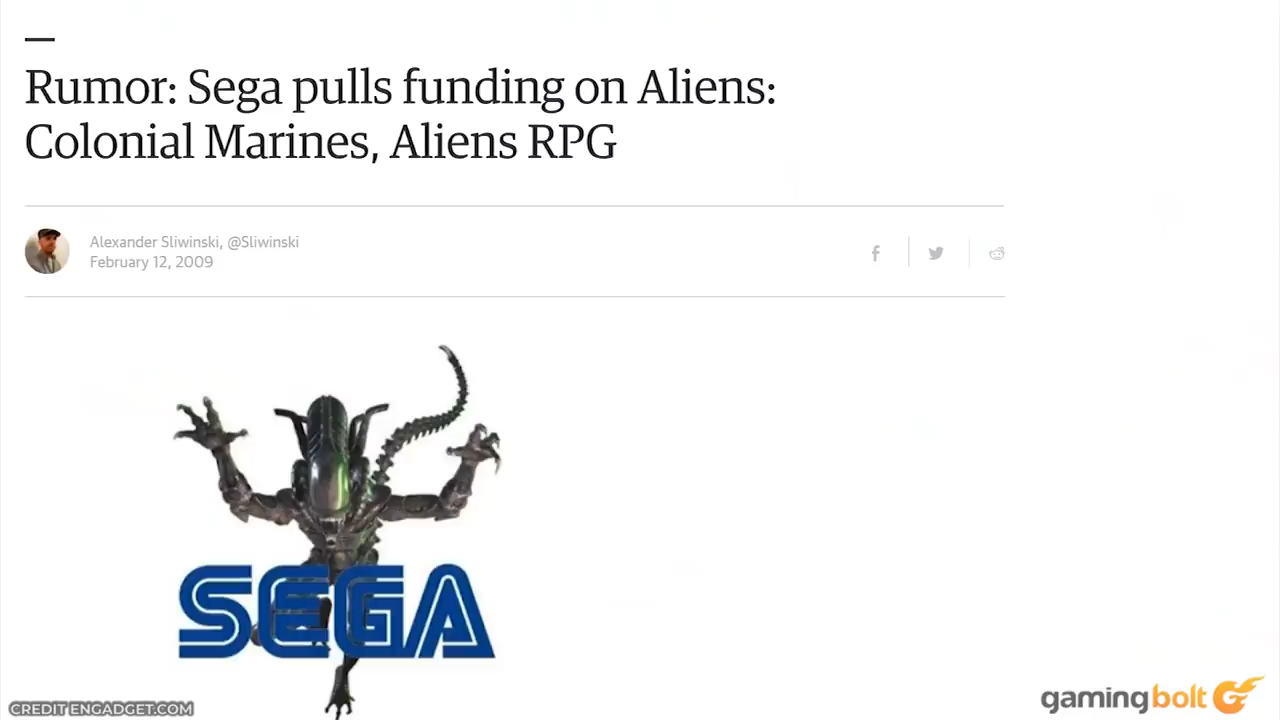 Rumor: Sega pulls funding on Aliens:
Colonial Marines, Aliens RPG
Alexander Sliwinski, @Sliwinski
February 12, 2009
SEGA
CREDIT ENGADGET.COM
gamingbolt